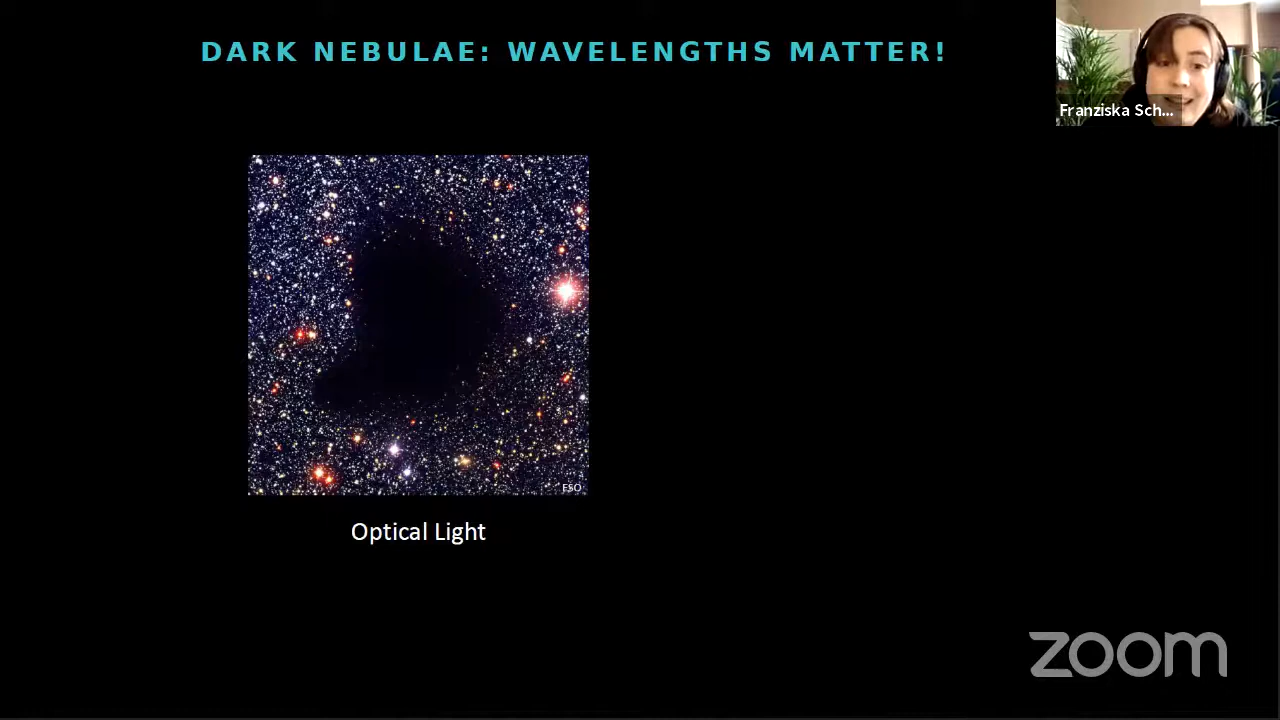 DARK NEBULAE: WAVELENGTHS MATTER!
Franziska Sch...
ESO
Optical Light
zoom